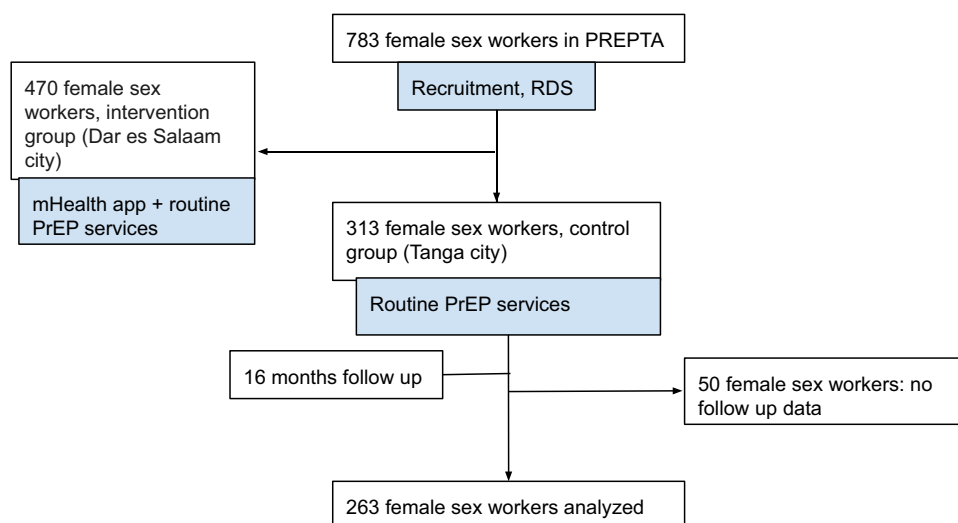 783 female sex workers in PREPTA
Recruitment, RDS
470 female sex
workers, intervention
group (Dar es Salaam
city)
mHealth app + routine
PrEP services
313 female sex workers, control
group (Tanga city)
Routine PrEP services
16 months follow up
50 female sex workers: no
follow up data
263 female sex workers analyzed